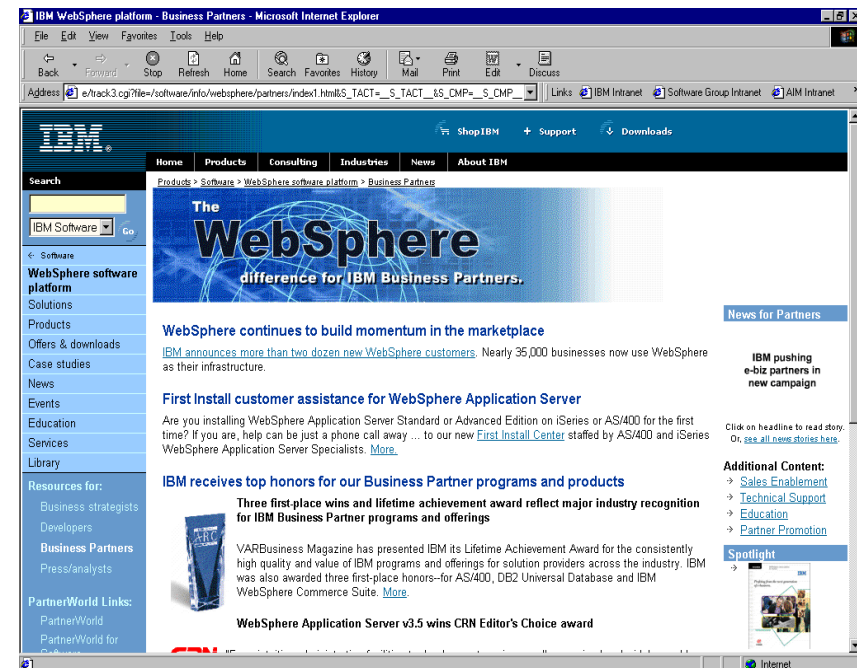 IBM WebSphere platform - Business Partners - Microsoft Internet Explorer
File Edit View Favorites Tools Help
Back Forward Stop Refresh Home Search Favorites History Mail Print Edit Discuss
Address e/track3.cgi?file=/software/info/websphere/partners/index1.html&S_TACT=__S_TACT__&S_CMP=__S_CMP__ Links IBM Intranet Software Group Intranet AIM Intranet
IBM
ShopIBM + Support Downloads
Home Products Consulting Industries News About IBM
Search
IBM Software Go
Software
WebSphere software
platform
Solutions
Products
Offers & downloads
Case studies
News
Events
Education
Services
Library
Resources for:
Business strategists
Developers
Business Partners
Press/analysts
PartnerWorld Links:
PartnerWorld
PartnerWorld for
Products > Software > WebSphere software platform > Business Partners
The
WebSphere
difference for IBM Business Partners.
WebSphere continues to build momentum in the marketplace
IBM announces more than two dozen new WebSphere customers. Nearly 35,000 businesses now use WebSphere
as their infrastructure.
First Install customer assistance for WebSphere Application Server
Are you installing WebSphere Application Server Standard or Advanced Edition on iSeries or AS/400 for the first
time? If you are, help can be just a phone call away ... to our new First Install Center staffed by AS/400 and iSeries
WebSphere Application Server Specialists. More.
IBM receives top honors for our Business Partner programs and products
Three first-place wins and lifetime achievement award reflect major industry recognition
for IBM Business Partner programs and offerings
ARC
VARBusiness Magazine has presented IBM its Lifetime Achievement Award for the consistently
high quality and value of IBM programs and offerings for solution providers across the industry. IBM
was also awarded three first-place honors--for AS/400, DB2 Universal Database and IBM
WebSphere Commerce Suite. More.
WebSphere Application Server v3.5 wins CRN Editor's Choice award
News for Partners
IBM pushing
e-biz partners in
new campaign
Click on headline to read story.
Or, see all news stories here.
Additional Content:
Sales Enablement
Technical Support
Education
Partner Promotion
Spotlight
Internet